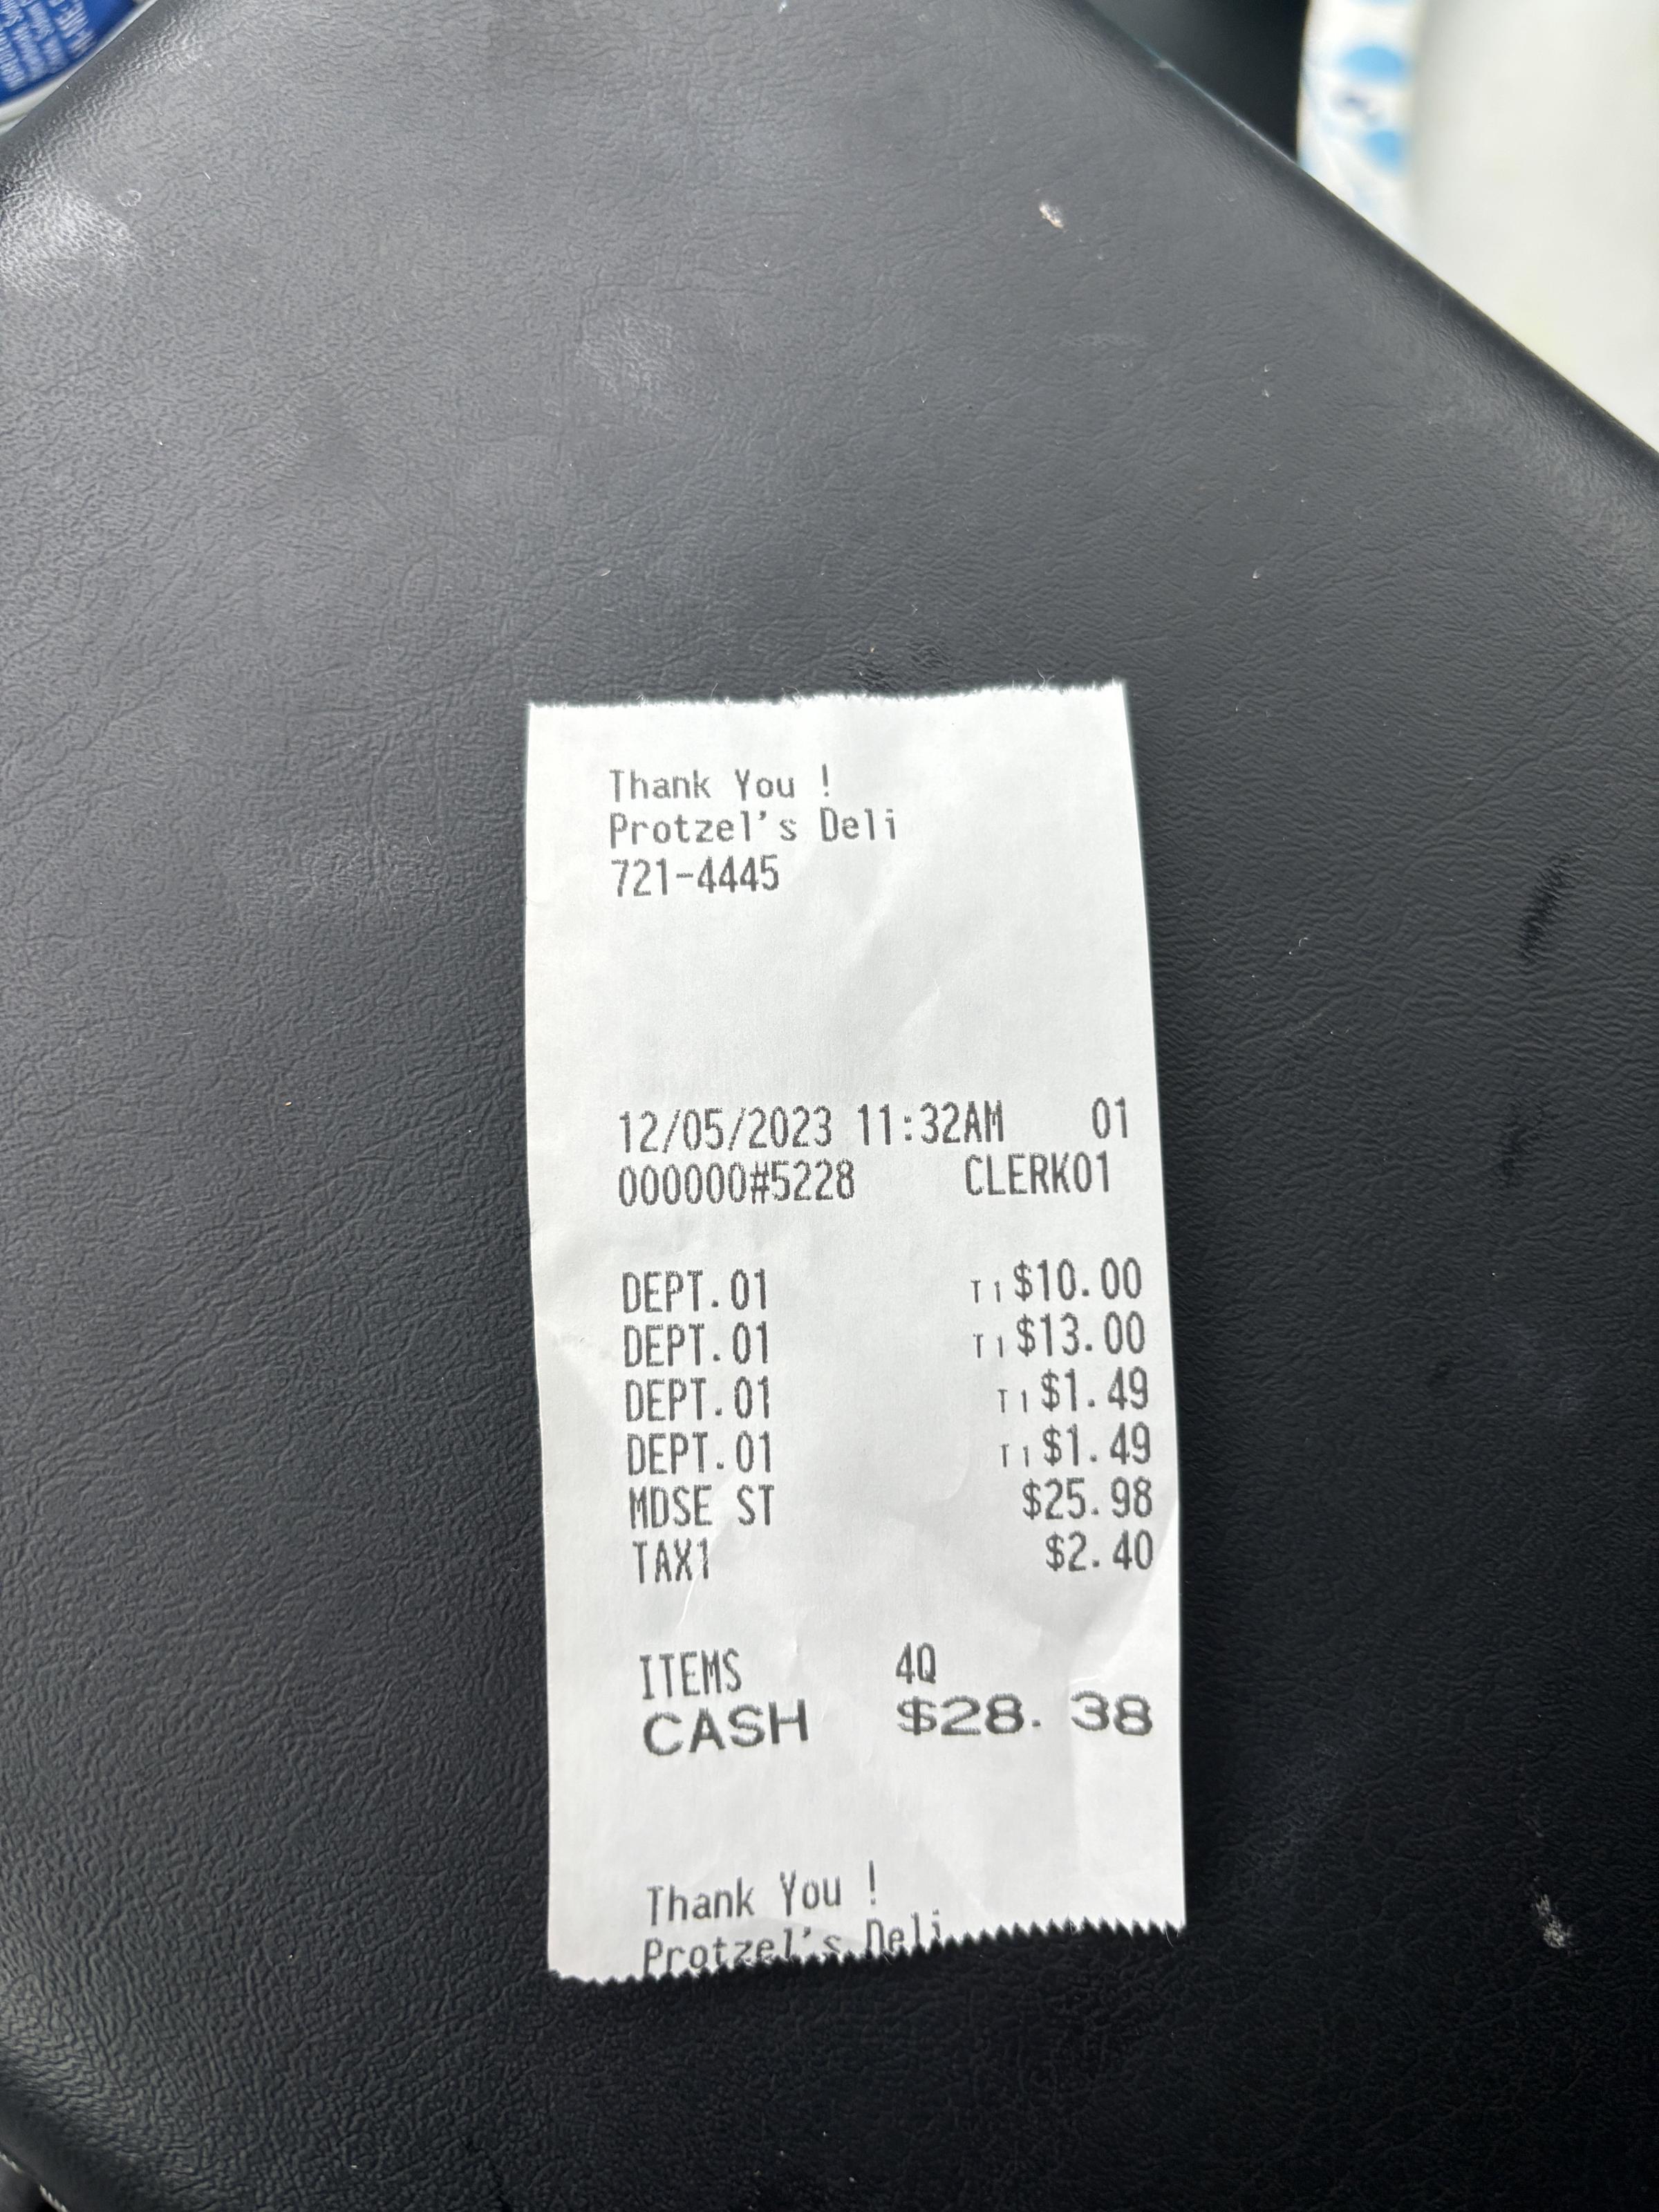 Thank You !
Protzel's Deli
721-4445
12/05/2023 11:32AM 01
000000#5228 CLERK01
DEPT.01 T1 $10.00
DEPT.01 T1 $13.00
DEPT.01 T1 $1.49
DEPT.01 T1 $1.49
MDSE ST $25.98
TAX1 $2.40
ITEMS 4Q
CASH $28.38
Thank You !
Protzel's Deli